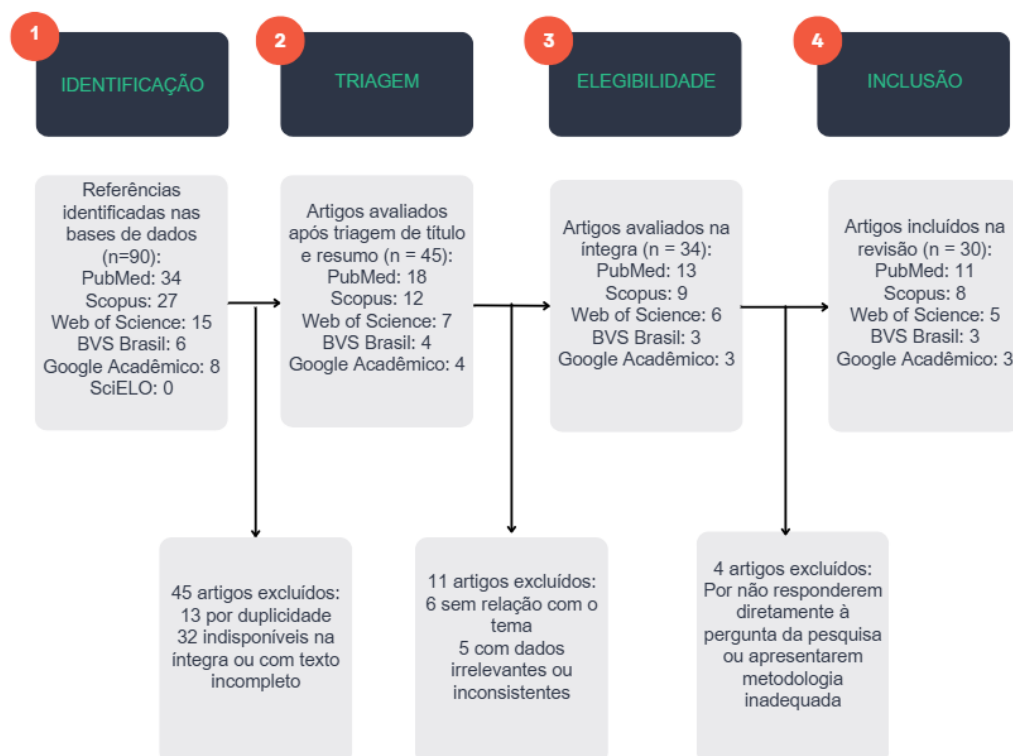 1
IDENTIFICAÇÃO
2
TRIAGEM
3
ELEGIBILIDADE
4
INCLUSÃO
Referências
identificadas nas
bases de dados
(n=90):
PubMed: 34
Scopus: 27
Web of Science: 15
BVS Brasil: 6
Google Acadêmico: 8
SciELO: 0
Artigos avaliados
após triagem de título
e resumo (n = 45):
PubMed: 18
Scopus: 12
Web of Science: 7
BVS Brasil: 4
Google Acadêmico: 4
Artigos avaliados na
íntegra (n = 34):
PubMed: 13
Scopus: 9
Web of Science: 6
BVS Brasil: 3
Google Acadêmico: 3
Artigos incluídos na
revisão (n = 30):
PubMed: 11
Scopus: 8
Web of Science: 5
BVS Brasil: 3
Google Acadêmico: 3
45 artigos excluídos:
13 por duplicidade
32 indisponíveis na
íntegra ou com texto
incompleto
11 artigos excluídos:
6 sem relação com o
tema
5 com dados
irrelevantes ou
inconsistentes
4 artigos excluídos:
Por não responderem
diretamente à
pergunta da pesquisa
ou apresentarem
metodologia
inadequada